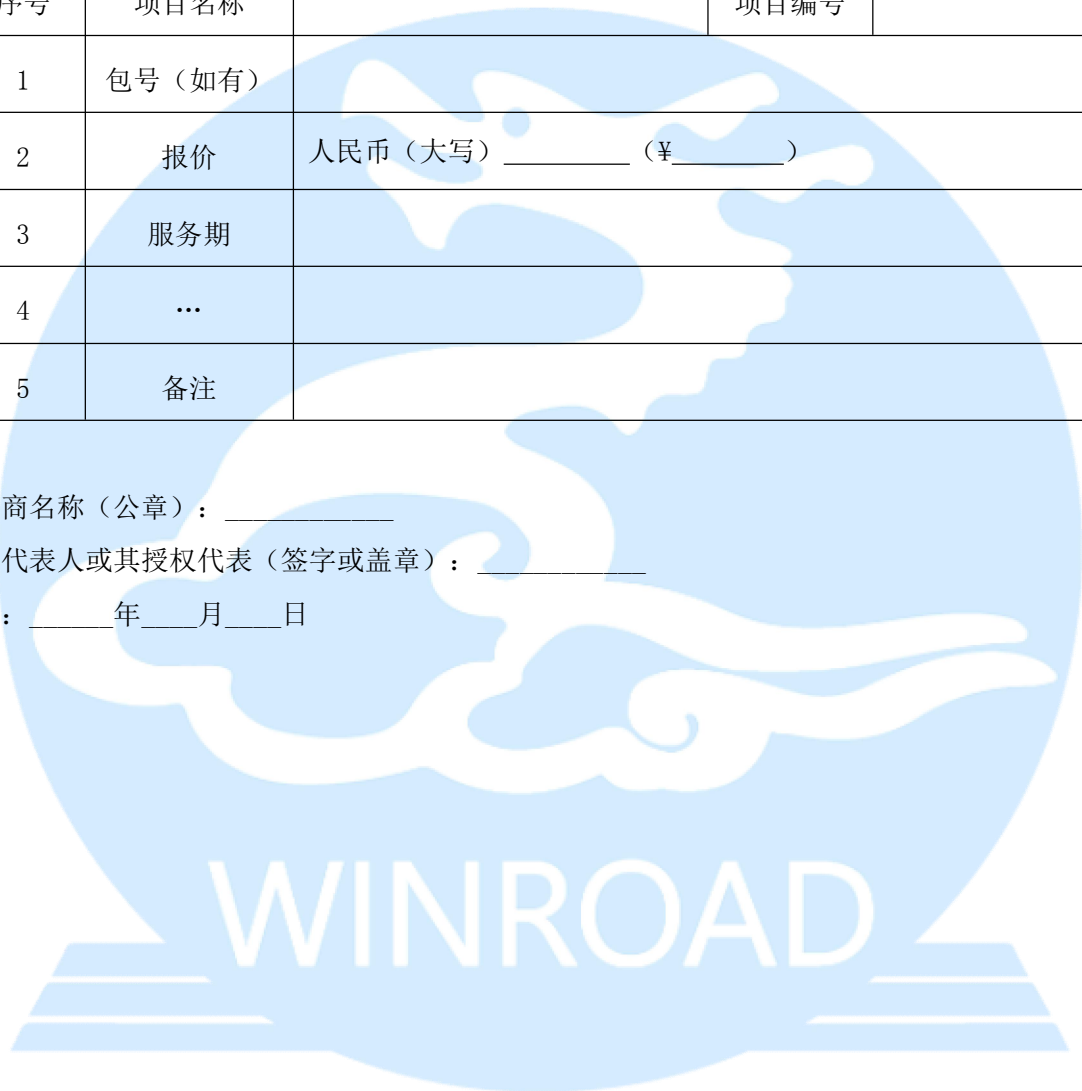 序号 项目名称 项目编号
1 包号（如有）
2 报价 人民币（大写）_________（¥________）
3 服务期
4 …
5 备注
商名称（公章）：____________
代表人或其授权代表（签字或盖章）：____________
：______年____月____日
WINROAD